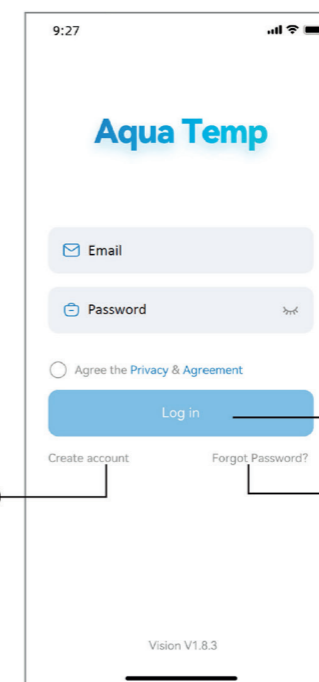 9:27
Aqua Temp
Email
Password
Agree the Privacy & Agreement
Log in
Create account Forgot Password?
Vision V1.8.3